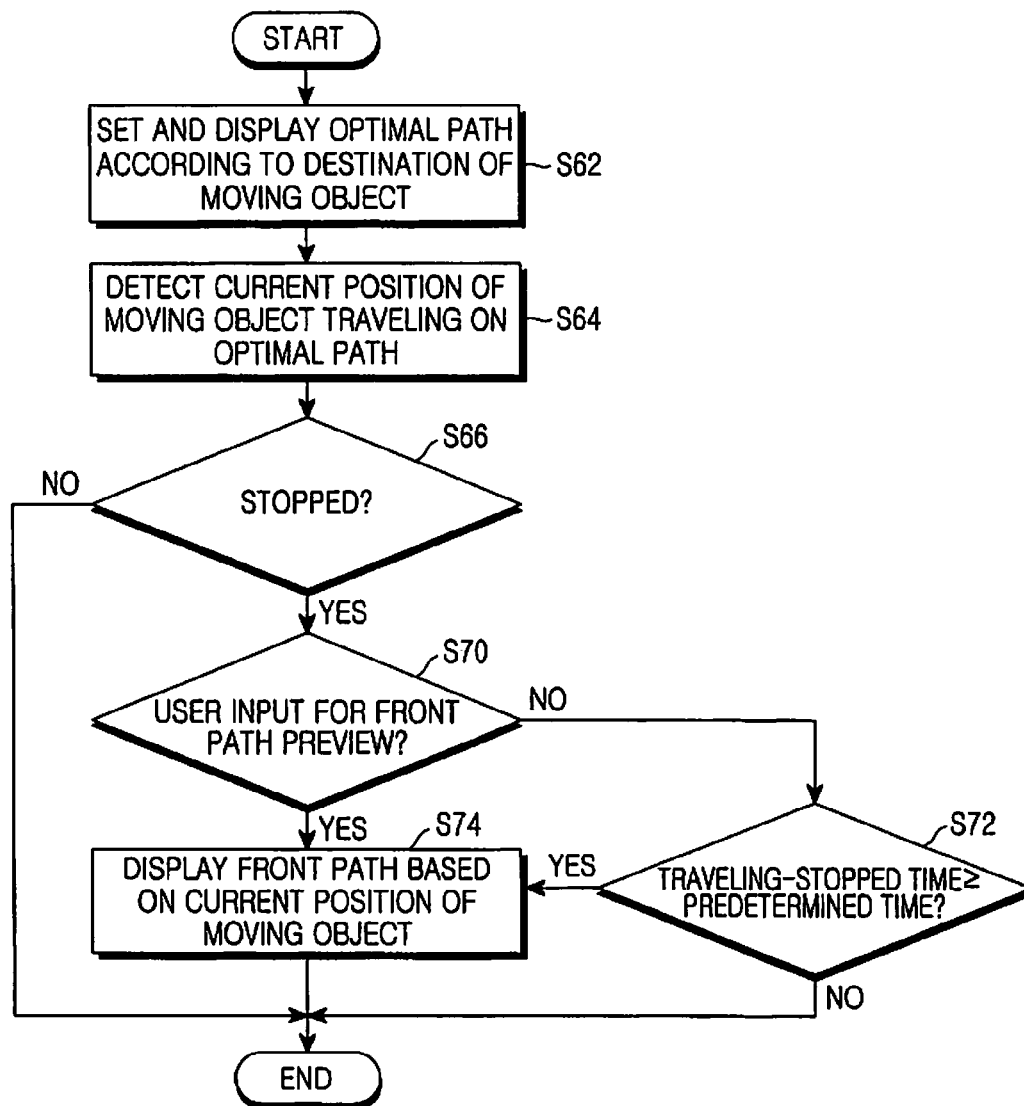 START
SET AND DISPLAY OPTIMAL PATH
ACCORDING TO DESTINATION OF
MOVING OBJECT
S62
DETECT CURRENT POSITION OF
MOVING OBJECT TRAVELING ON
OPTIMAL PATH
S64
S66
NO
STOPPED?
YES
S70
NO
USER INPUT FOR FRONT
PATH PREVIEW?
YES
S74
S72
DISPLAY FRONT PATH BASED
ON CURRENT POSITION OF
MOVING OBJECT
YES
TRAVELING-STOPPED TIME≥
PREDETERMINED TIME?
NO
END